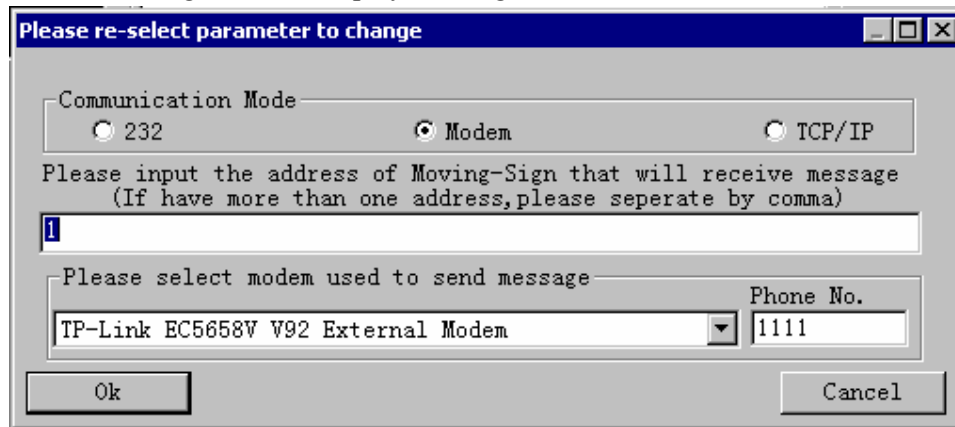 Please re-select parameter to change
Communication Mode
232 Modem TCP/IP
Please input the address of Moving-Sign that will receive message
(If have more than one address,please seperate by comma)
1
Please select modem used to send message
Phone No.
TP-Link EC5658V V92 External Modem 1111
Ok Cancel